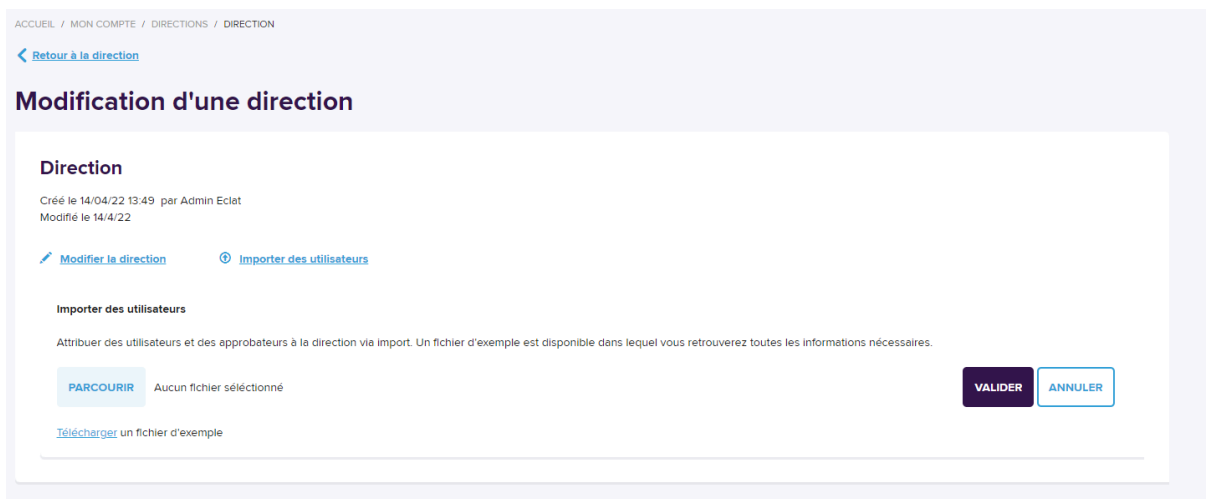 ACCUEIL / MON COMPTE / DIRECTIONS / DIRECTION
Retour à la direction
Modification d'une direction
Direction
Créé le 14/04/22 13:49 par Admin Eclat
Modifié le 14/4/22
Modifier la direction Importer des utilisateurs
Importer des utilisateurs
Attribuer des utilisateurs et des approbateurs à la direction via import. Un fichier d'exemple est disponible dans lequel vous retrouverez toutes les informations nécessaires.
PARCOURIR Aucun fichier séléctionné VALIDER ANNULER
Télécharger un fichier d'exemple